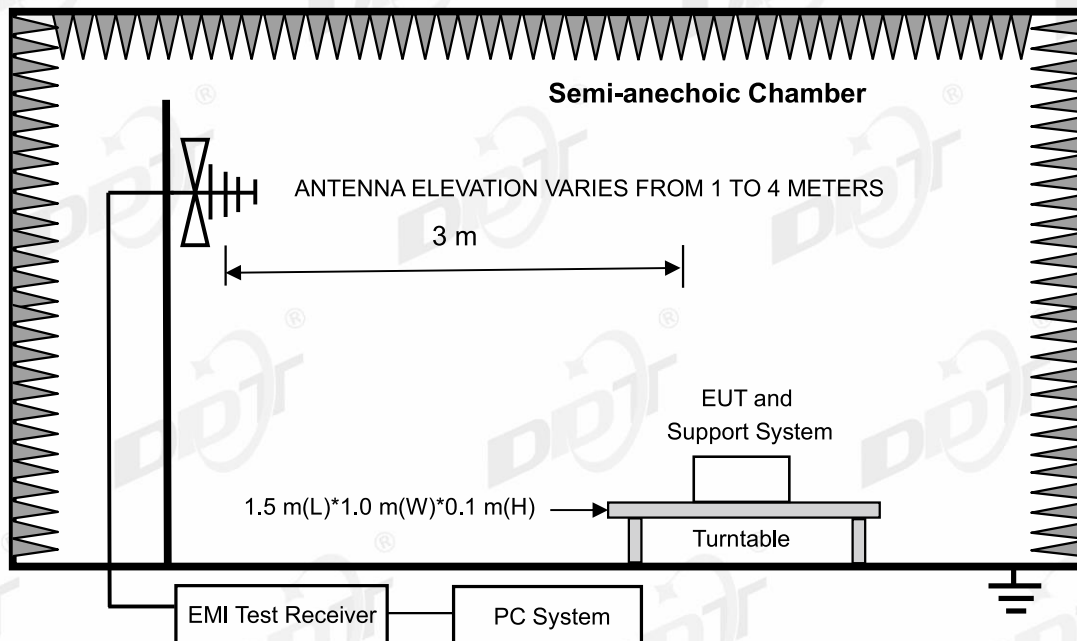 Semi-anechoic Chamber
ANTENNA ELEVATION VARIES FROM 1 TO 4 METERS
3 m
EUT and
Support System
1.5 m(L)*1.0 m(W)*0.1 m(H)
Turntable
EMI Test Receiver
PC System
DDT®